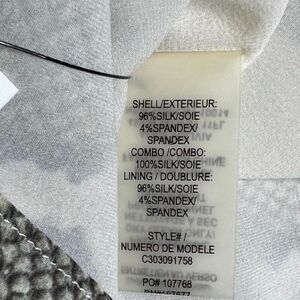 SHELL/EXTERIEUR:
96%SILK/SOIE
4%SPANDEX/
SPANDEX
COMBO /COMBO:
100%SILK/SOIE
LINING / DOUBLURE:
96%SILK/SOIE
4%SPANDEX/
SPANDEX
STYLE# /
NUMERO DE MODELE
C303091758
PO# 107768